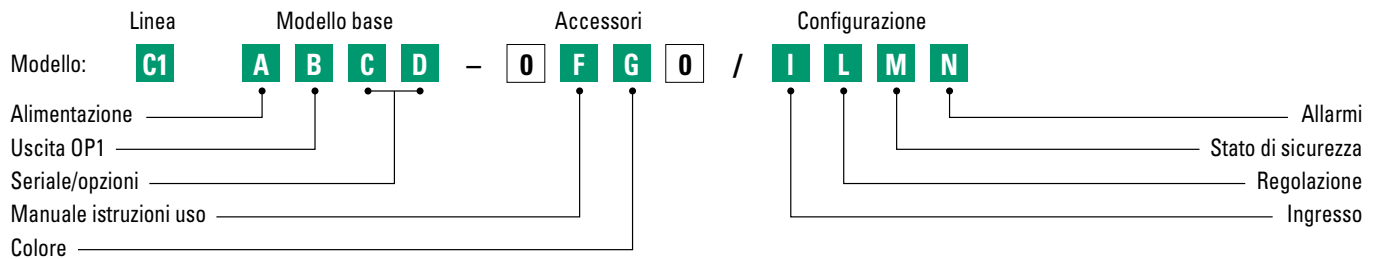 Linea Modello base Accessori Configurazione
Modello: C1 A B C D – 0 F G 0 / I L M N
Alimentazione Allarmi
Uscita OP1 Stato di sicurezza
Seriale/opzioni Regolazione
Manuale istruzioni uso Ingresso
Colore